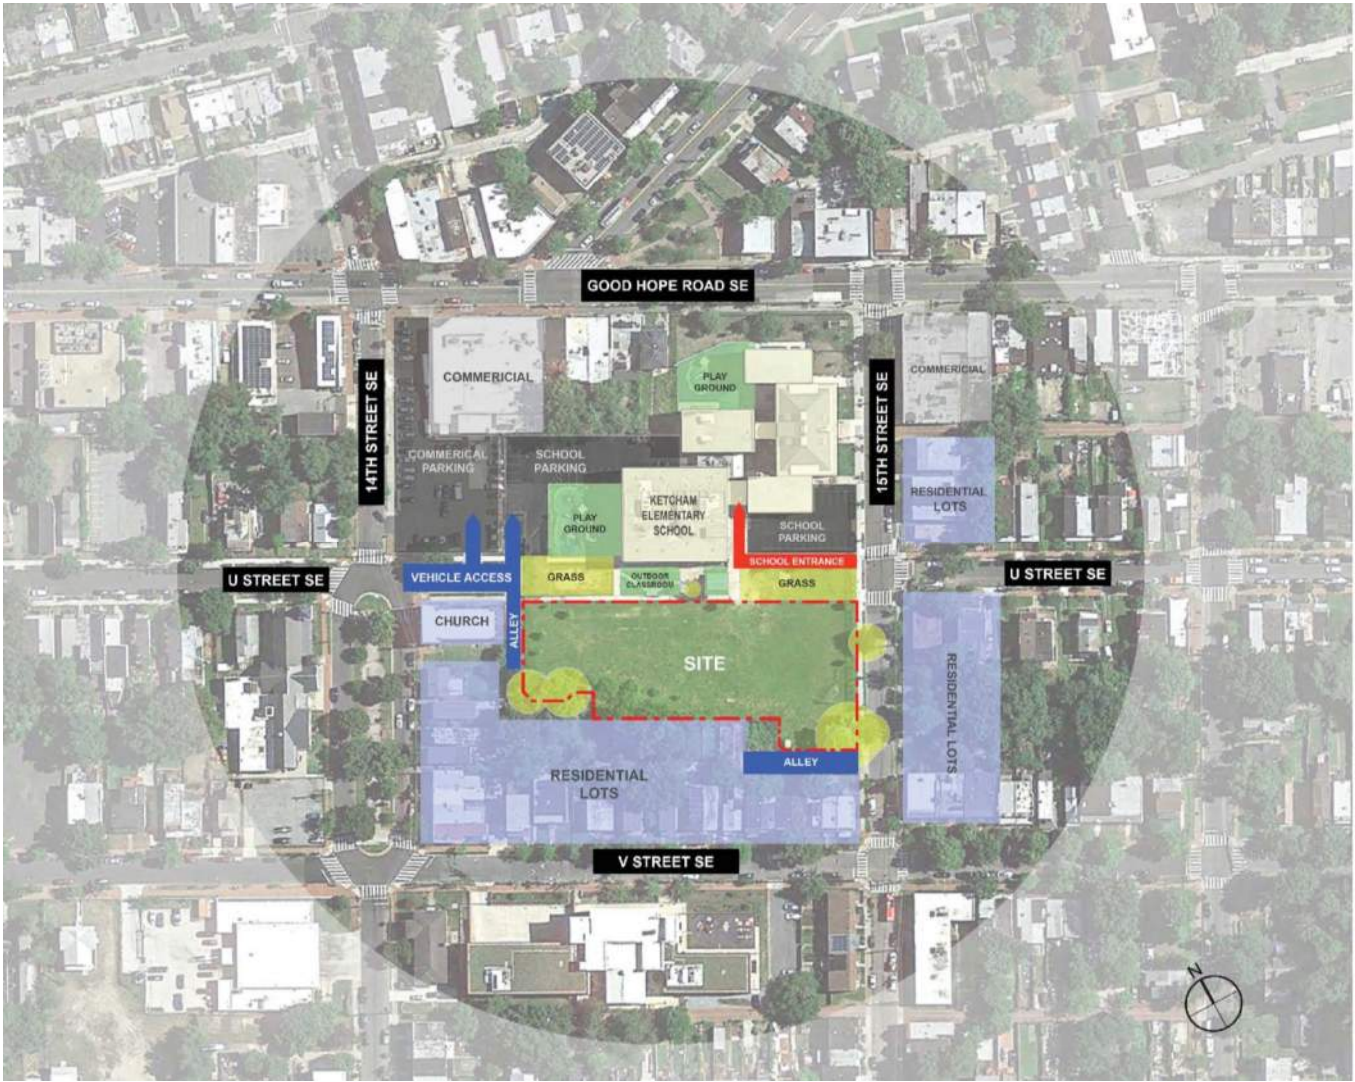 GOOD HOPE ROAD SE
14TH STREET SE
COMMERICIAL
PLAY
GROUND
15TH STREET SE
COMMERICIAL
COMMERICAL
PARKING
SCHOOL
PARKING
RESIDENTIAL
LOTS
PLAY
GROUND
KETCHAM
ELEMENTARY
SCHOOL
SCHOOL
PARKING
SCHOOL ENTRANCE
U STREET SE
VEHICLE ACCESS
GRASS
OUTDOOR
CLASSROOM
GRASS
U STREET SE
CHURCH
ALLEY
SITE
RESIDENTIAL LOTS
ALLEY
RESIDENTIAL
LOTS
V STREET SE
N